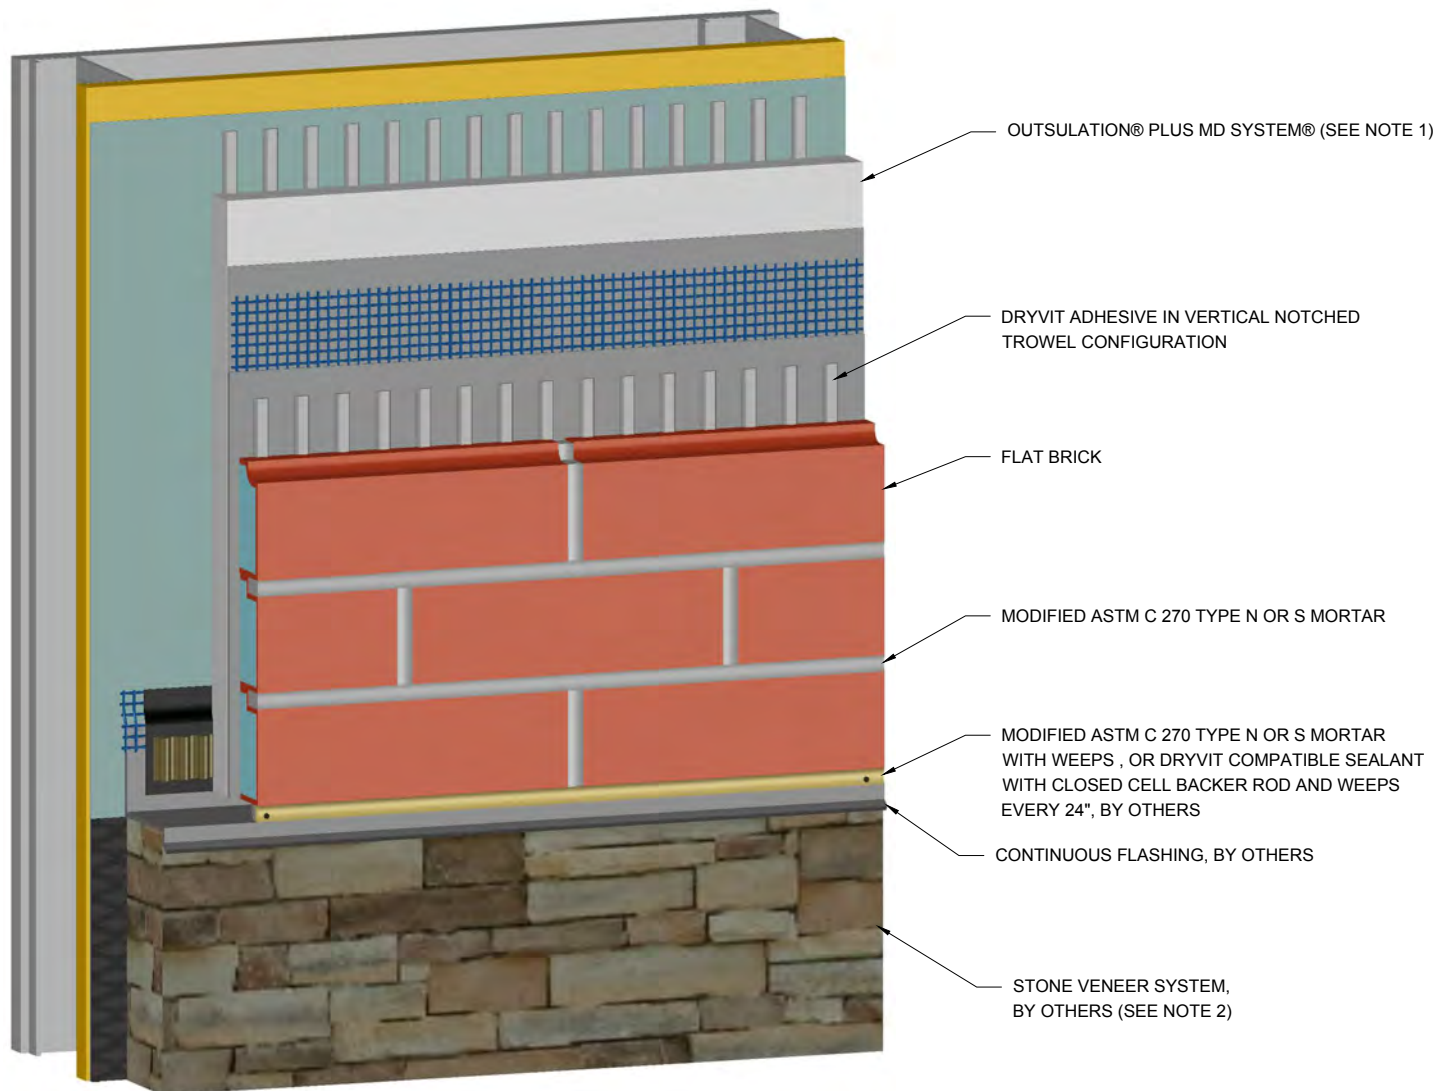 OUTSULATION® PLUS MD SYSTEM® (SEE NOTE 1)
DRYVIT ADHESIVE IN VERTICAL NOTCHED
TROWEL CONFIGURATION
FLAT BRICK
MODIFIED ASTM C 270 TYPE N OR S MORTAR
MODIFIED ASTM C 270 TYPE N OR S MORTAR
WITH WEEPS , OR DRYVIT COMPATIBLE SEALANT
WITH CLOSED CELL BACKER ROD AND WEEPS
EVERY 24", BY OTHERS
CONTINUOUS FLASHING, BY OTHERS
STONE VENEER SYSTEM,
BY OTHERS (SEE NOTE 2)